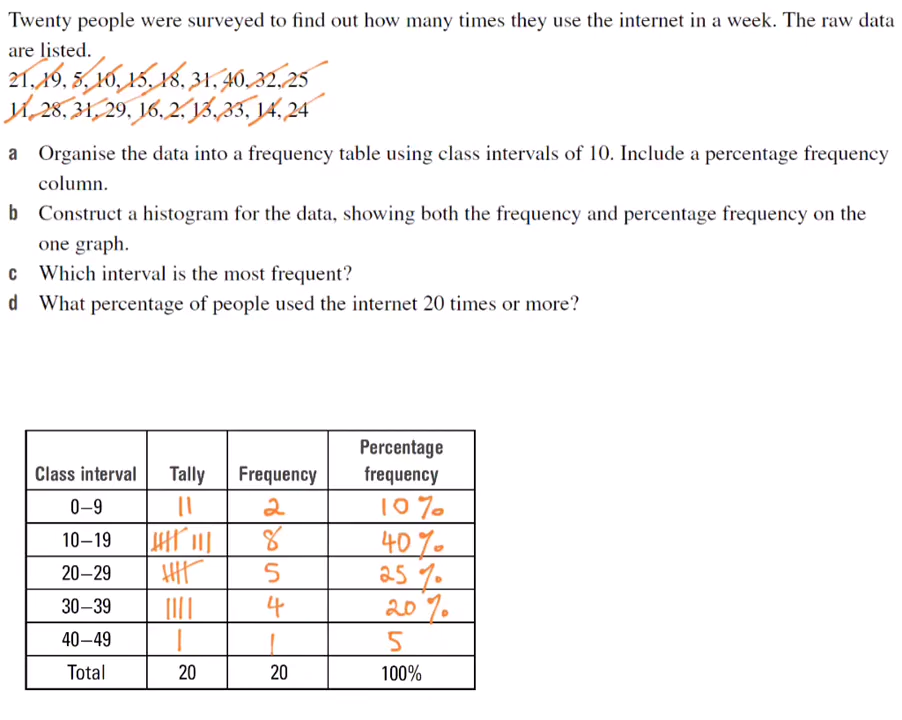 Twenty people were surveyed to find out how many times they use the internet in a week. The raw data
are listed.
21, 19, 5, 10, 15, 18, 31, 40, 32, 25
11, 28, 31, 29, 16, 2, 13, 33, 14, 24
a Organise the data into a frequency table using class intervals of 10. Include a percentage frequency
column.
b Construct a histogram for the data, showing both the frequency and percentage frequency on the
one graph.
c Which interval is the most frequent?
d What percentage of people used the internet 20 times or more?
Percentage
Class interval Tally Frequency frequency
0–9 || 2 10%
10–19 |||| ||| 8 40%
20–29 |||| 5 25%
30–39 |||| 4 20%
40–49 | 1 5
Total 20 20 100%